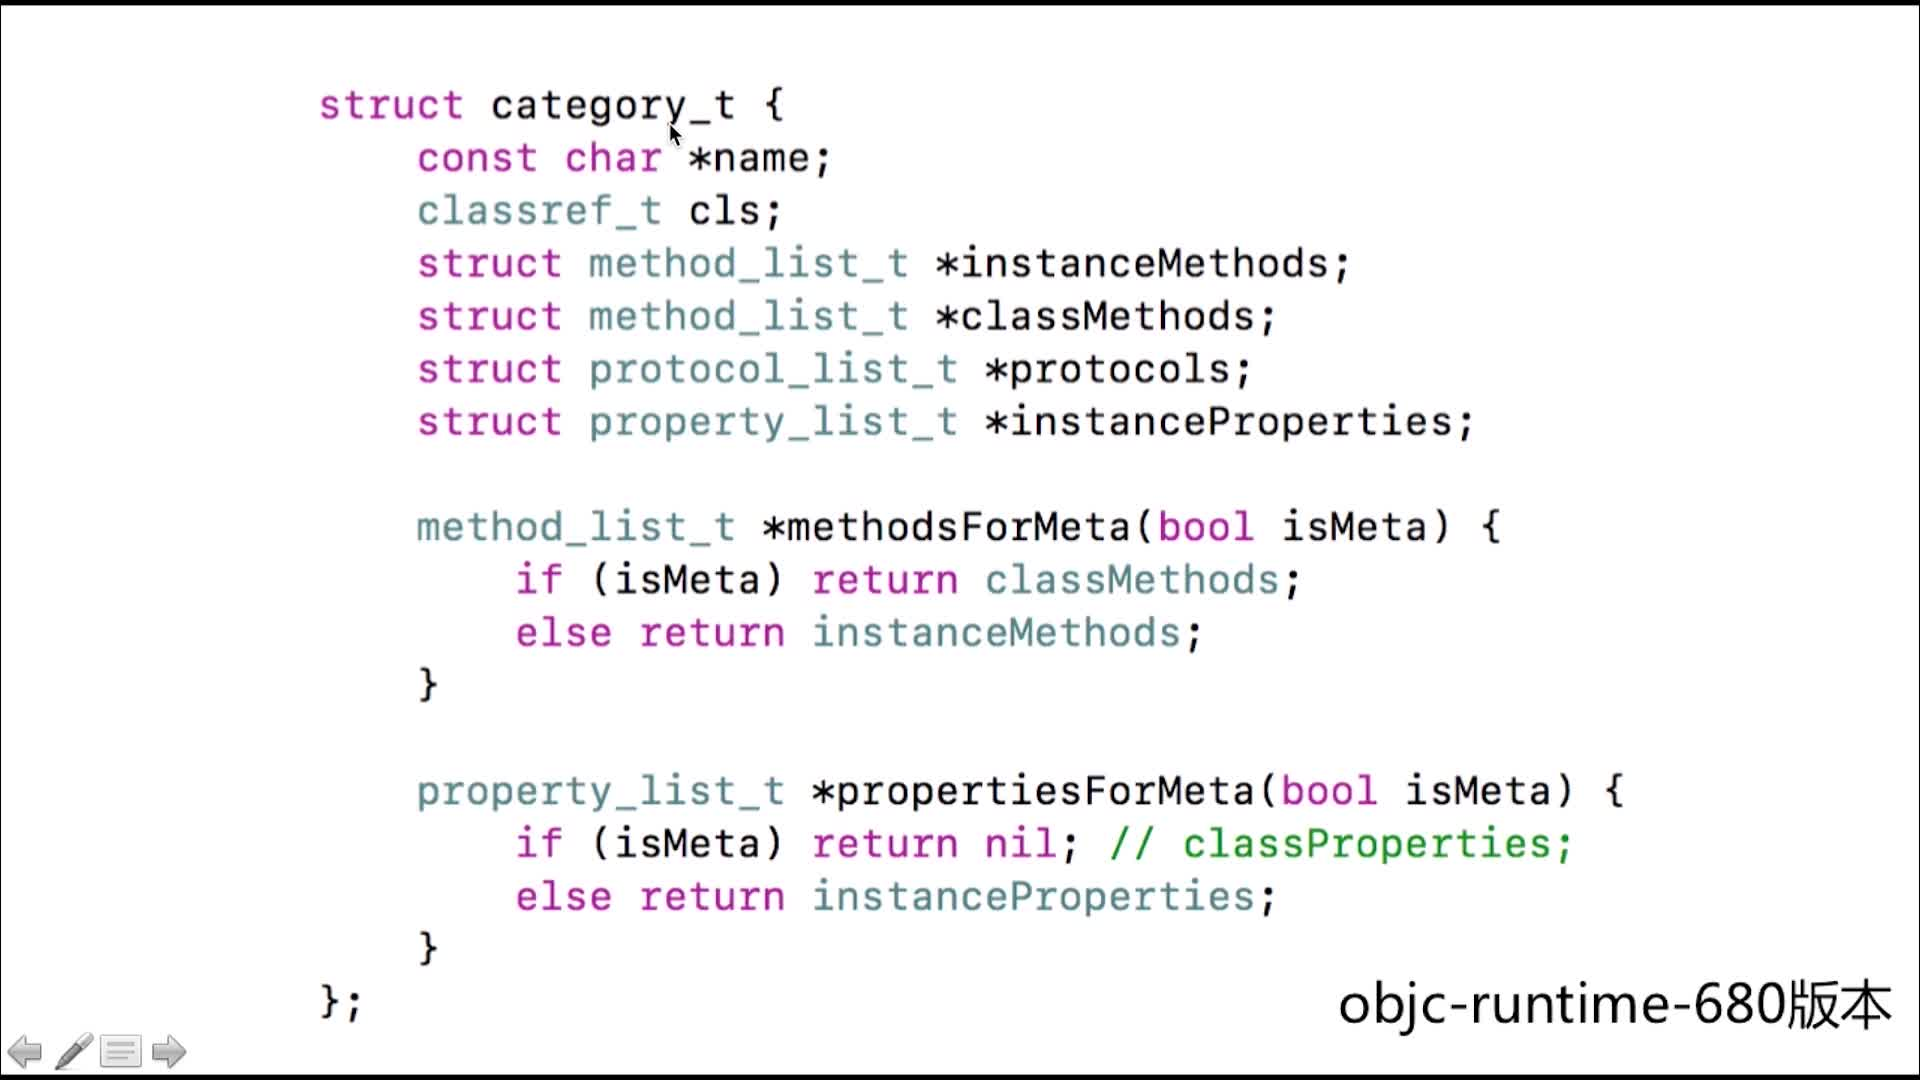 struct category_t {
    const char *name;
    classref_t cls;
    struct method_list_t *instanceMethods;
    struct method_list_t *classMethods;
    struct protocol_list_t *protocols;
    struct property_list_t *instanceProperties;

    method_list_t *methodsForMeta(bool isMeta) {
        if (isMeta) return classMethods;
        else return instanceMethods;
    }

    property_list_t *propertiesForMeta(bool isMeta) {
        if (isMeta) return nil; // classProperties;
        else return instanceProperties;
    }
};
objc-runtime-680版本